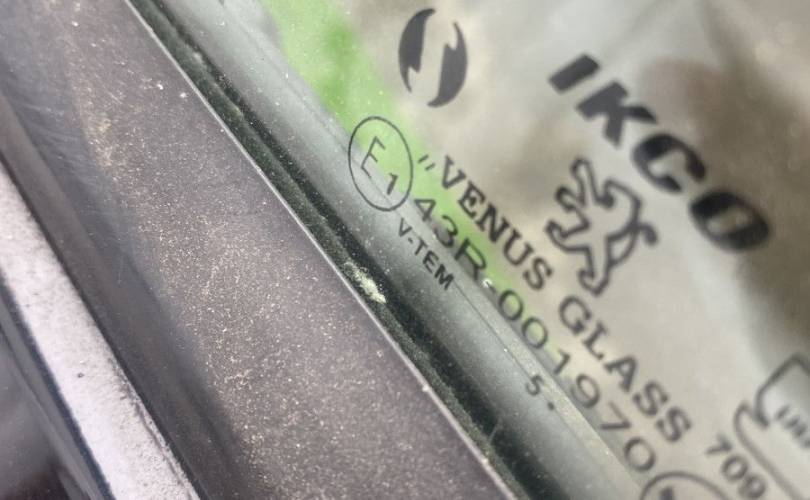 IKCO
"VENUS GLASS 709
E1 43R-001970
V-TEM
5.